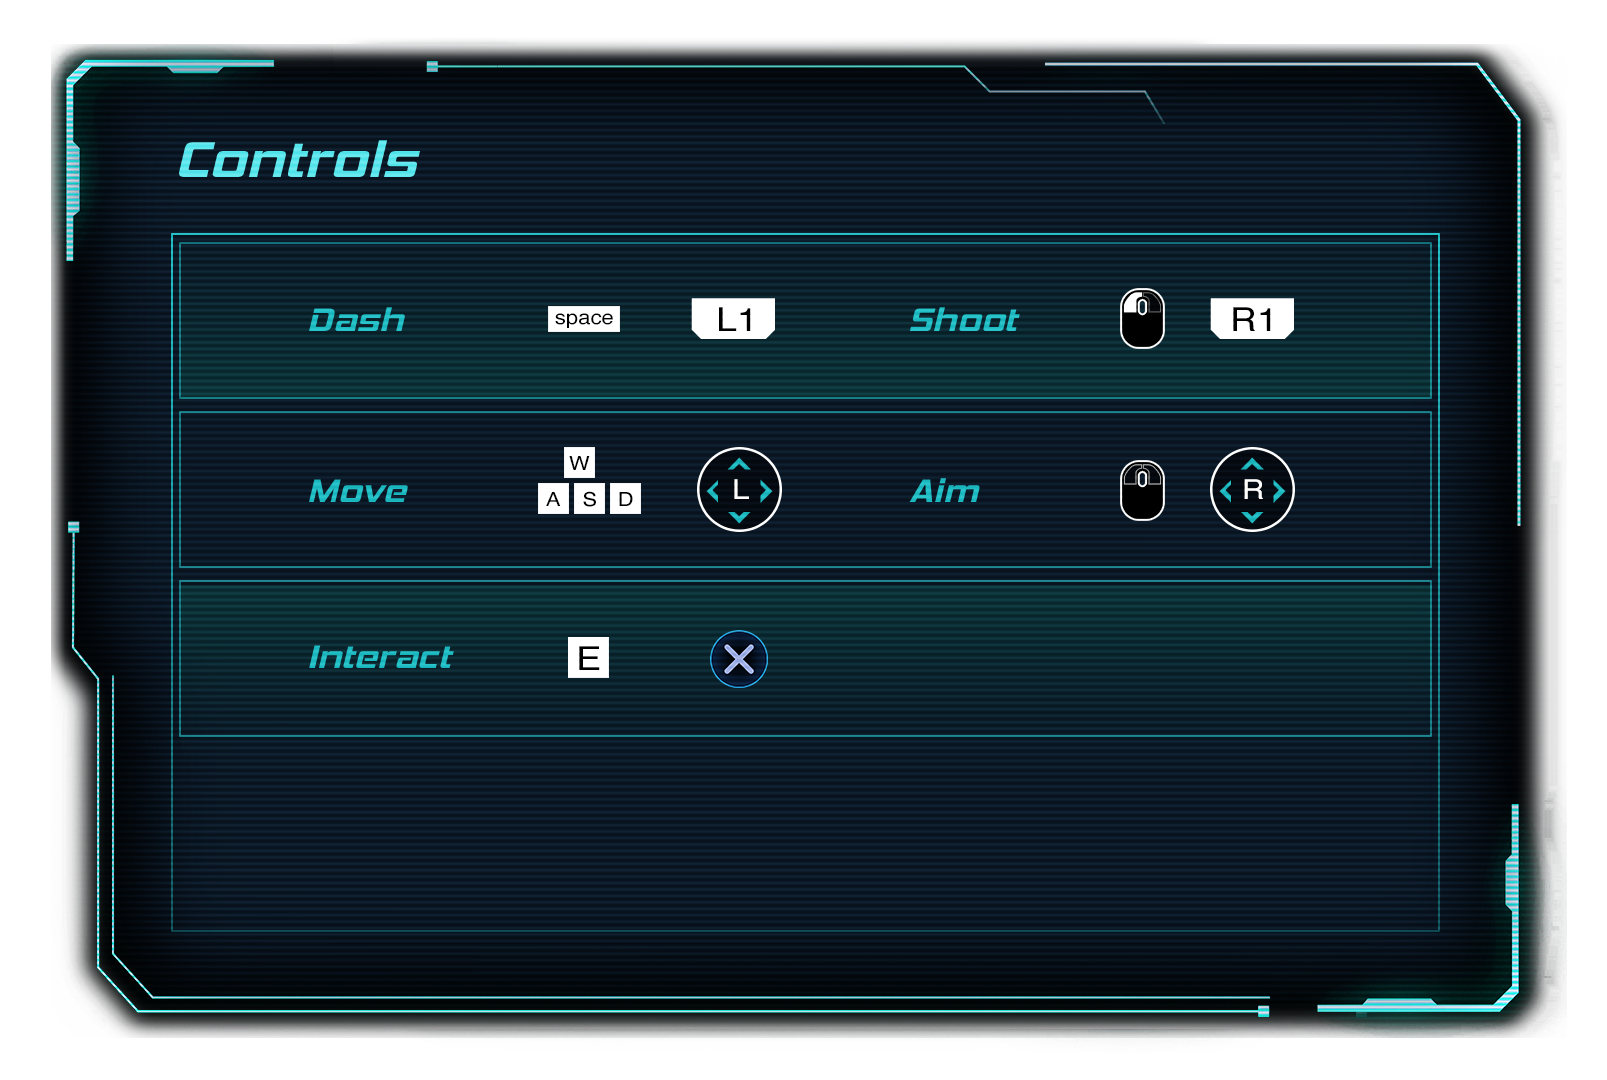 Controls
Dash space L1 Shoot R1
W
Move A S D L Aim R
Interact E